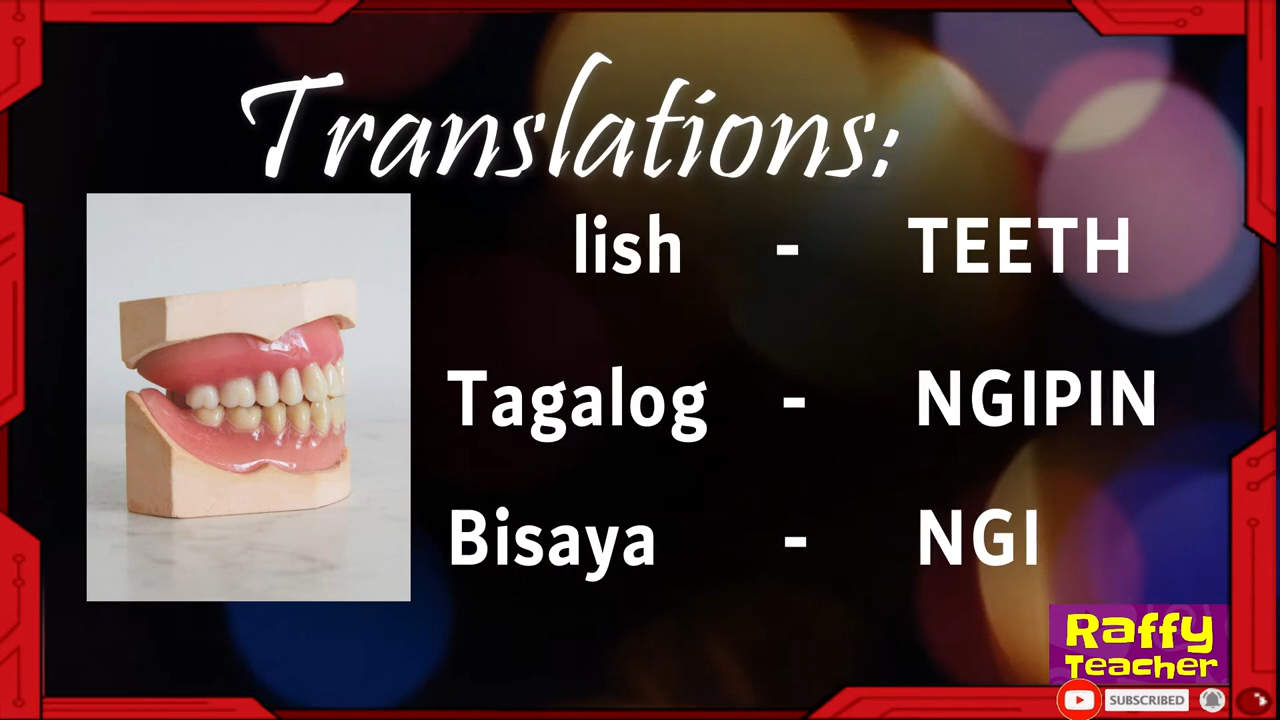 Translations:
lish - TEETH
Tagalog - NGIPIN
Bisaya - NGI
Raffy
Teacher
SUBSCRIBED